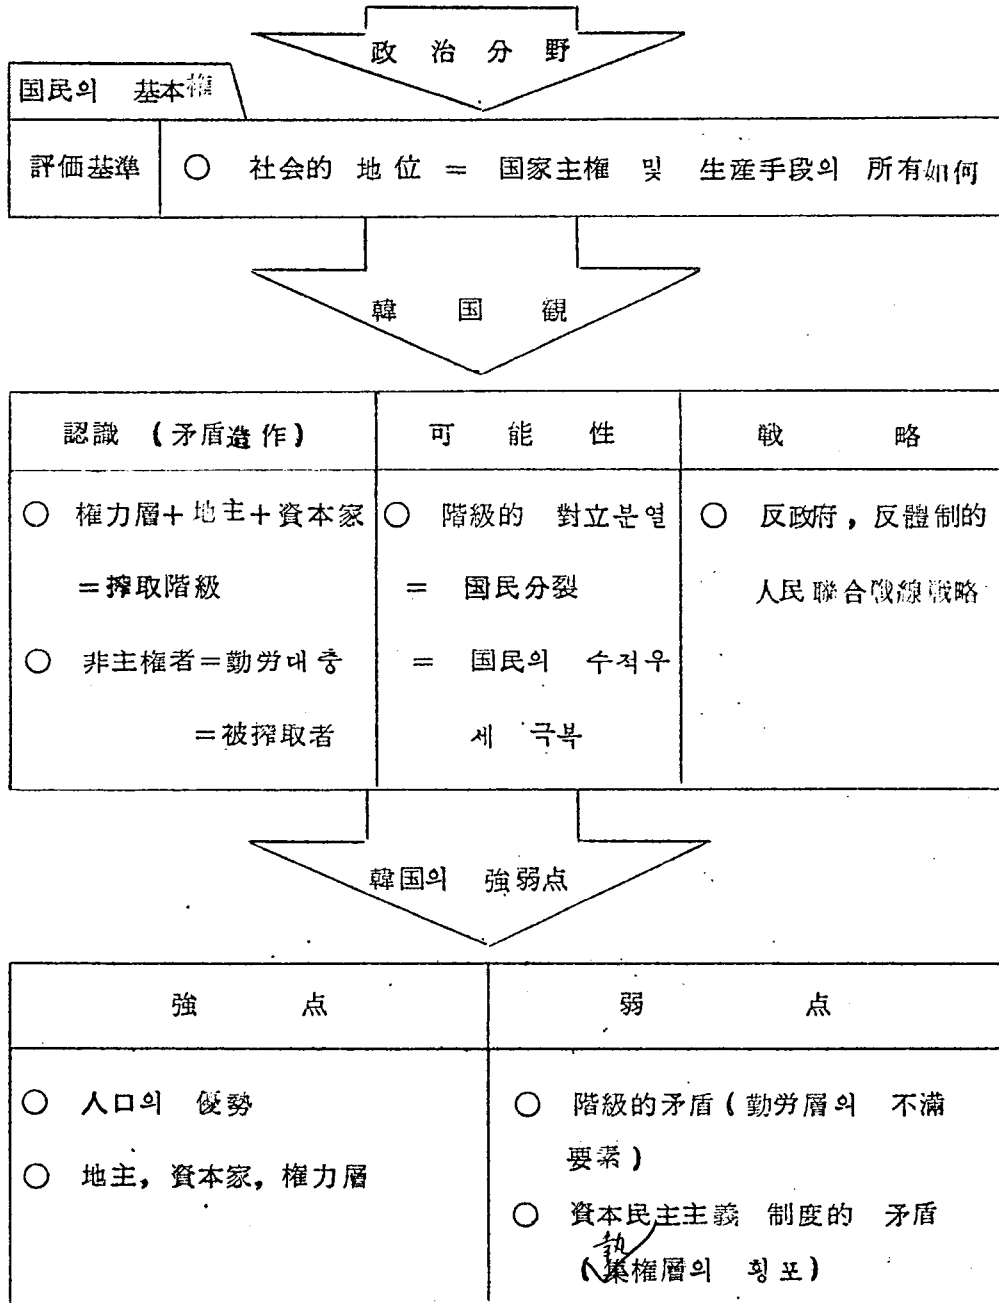 政 治 分 野
国民의 基本権
評価基準 ○ 社会的 地位 = 国家主権 및 生産手段의 所有如何
韓 国 観
認識 (矛盾造作)
○ 権力層+地主+資本家
=搾取階級
○ 非主権者=勤労대중
=被搾取者
可 能 性
○ 階級的 對立분열
= 国民分裂
= 国民의 수적우
세 극복
戦 略
○ 反政府, 反體制的
人民聯合戦線戦略
韓国의 強弱点
強 点
○ 人口의 優勢
○ 地主, 資本家, 権力層
弱 点
○ 階級的矛盾(勤労層의 不滿
要素)
○ 資本民主主義 制度的 矛盾
執
(集権層의 횡포)